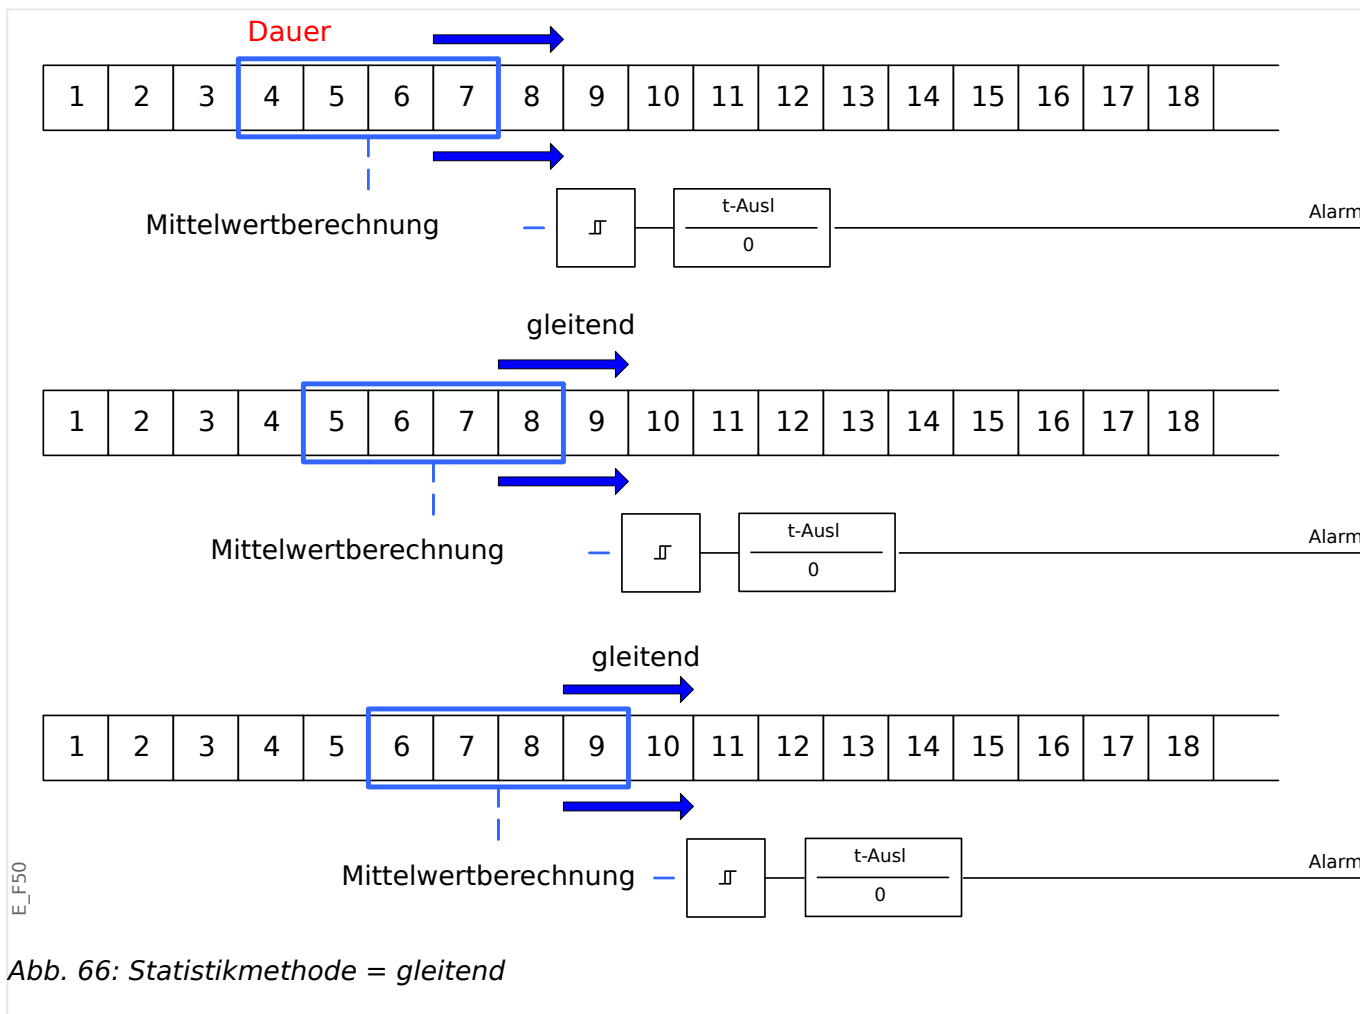 Dauer
1 2 3 4 5 6 7 8 9 10 11 12 13 14 15 16 17 18
Mittelwertberechnung
t-Ausl
0
Alarm
gleitend
1 2 3 4 5 6 7 8 9 10 11 12 13 14 15 16 17 18
Mittelwertberechnung
t-Ausl
0
Alarm
gleitend
1 2 3 4 5 6 7 8 9 10 11 12 13 14 15 16 17 18
Mittelwertberechnung
t-Ausl
0
Alarm
E_F50
Abb. 66: Statistikmethode = gleitend